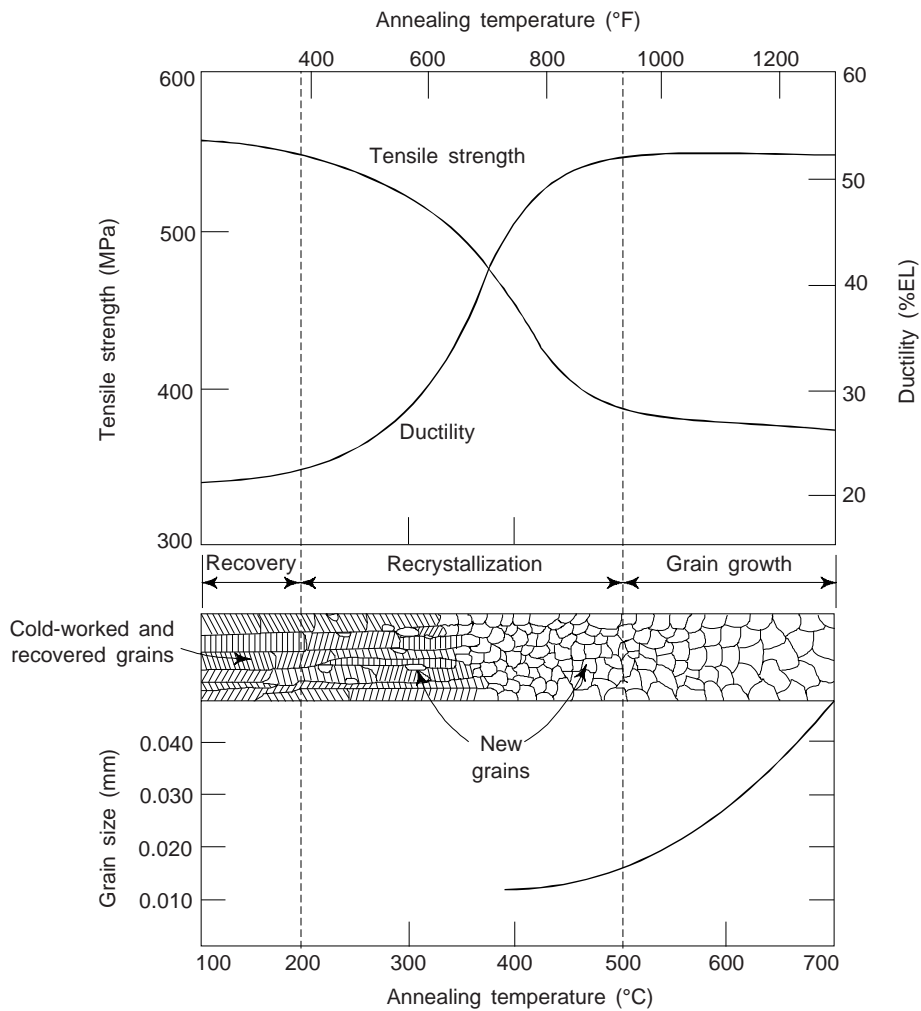 Annealing temperature (°F)
400 600 800 1000 1200
600
500
400
300
Tensile strength (MPa)
60
50
40
30
20
Ductility (%EL)
Tensile strength
Ductility
Recovery Recrystallization Grain growth
Cold-worked and
recovered grains
New
grains
0.040
0.030
0.020
0.010
Grain size (mm)
100 200 300 400 500 600 700
Annealing temperature (°C)